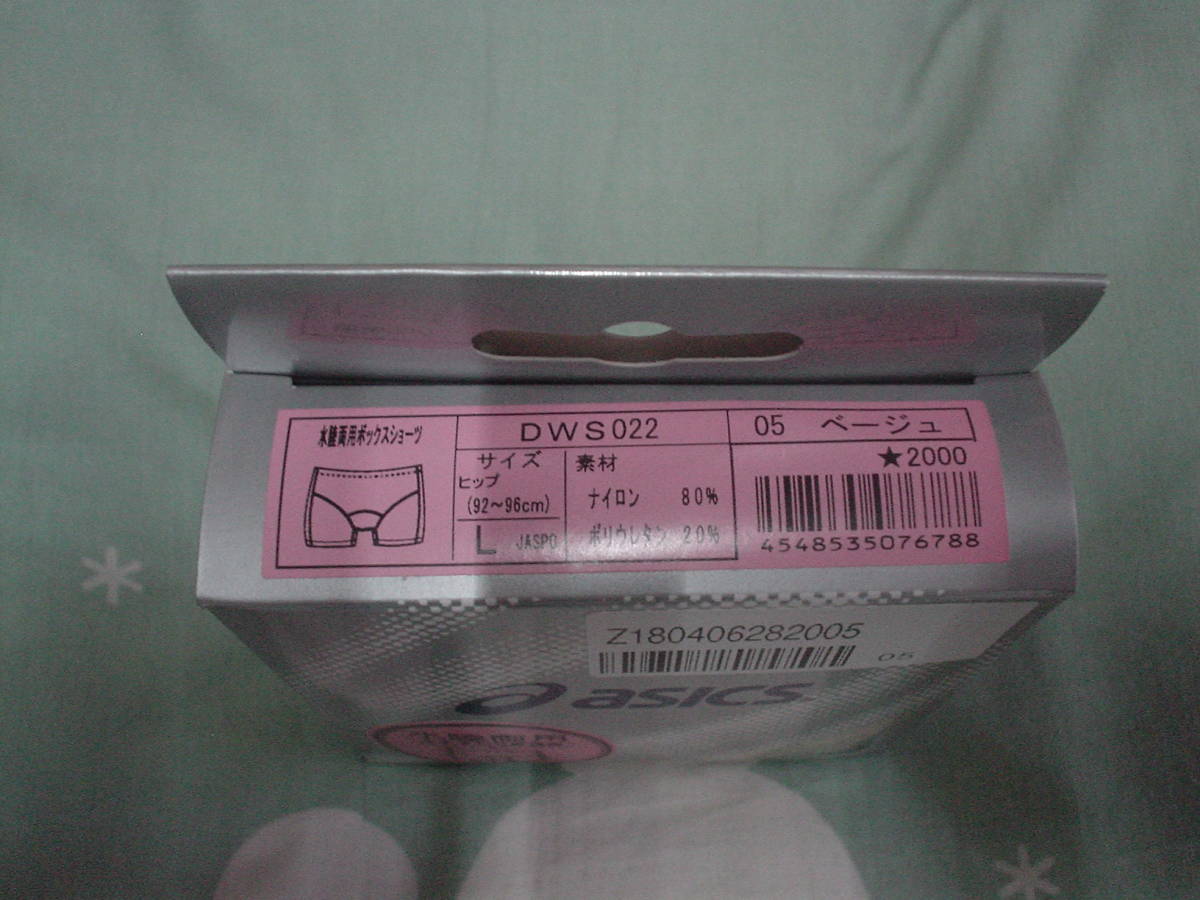 水陸両用ボックスショーツ
DWS022
05 ベージュ
サイズ
ヒップ
(92～96cm)
L JASPO
素材
ナイロン 80%
ポリウレタン 20%
★2000
4548535076788
Z180406282005
05
asics